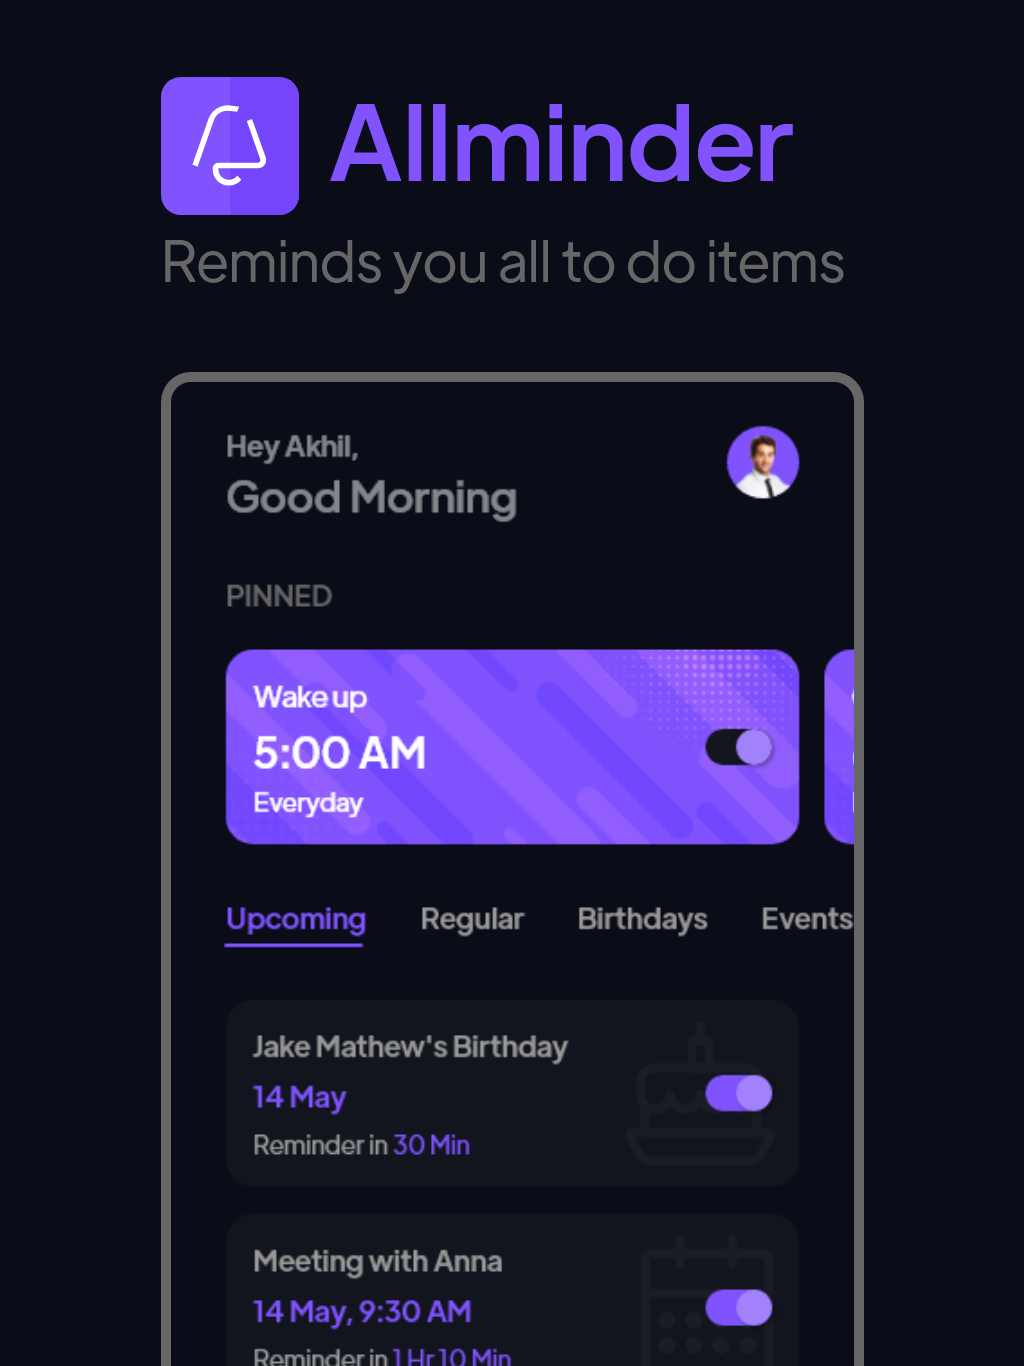 Allminder
Reminds you all to do items
Hey Akhil,
Good Morning
PINNED
Wake up
5:00 AM
Everyday
Upcoming Regular Birthdays Events
Jake Mathew's Birthday
14 May
Reminder in 30 Min
Meeting with Anna
14 May, 9:30 AM
Reminder in 1 Hr 10 Min